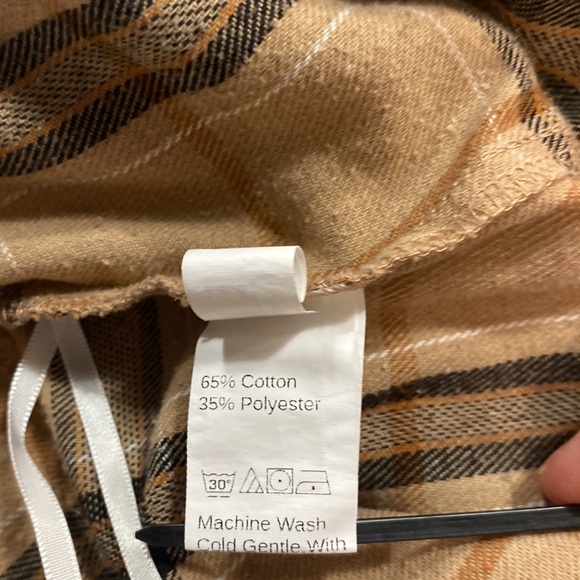 65% Cotton
35% Polyester
30°
Machine Wash
Cold Gentle With